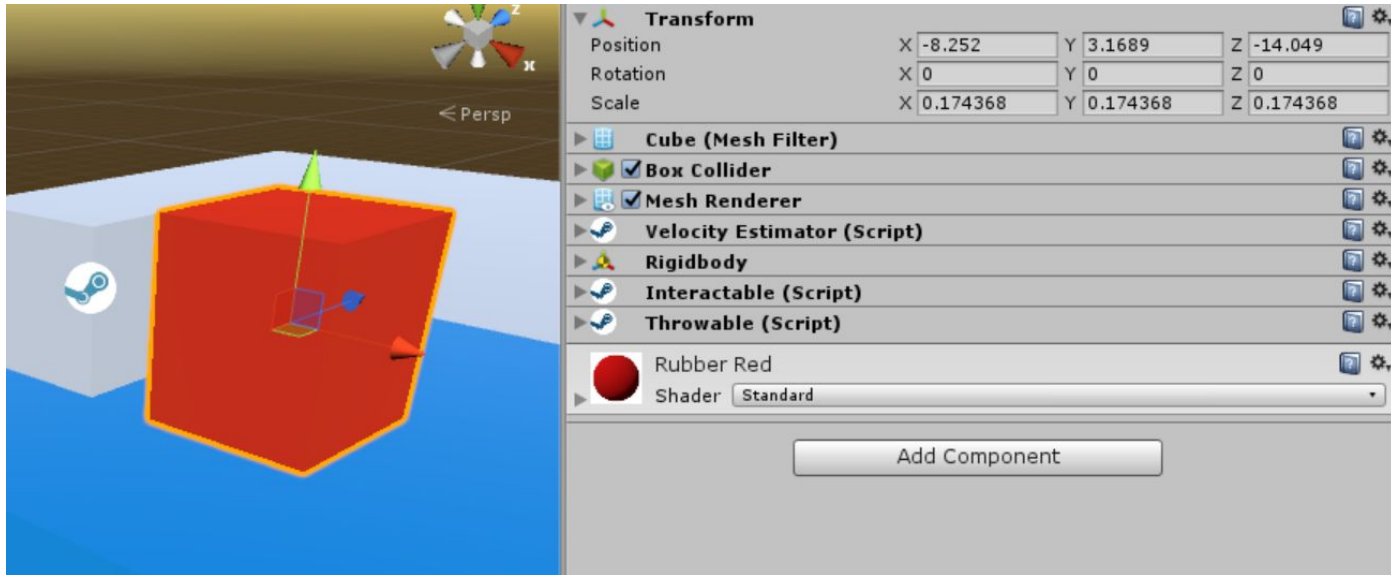 z
x
Persp
Transform
Position X -8.252 Y 3.1689 Z -14.049
Rotation X 0 Y 0 Z 0
Scale X 0.174368 Y 0.174368 Z 0.174368
Cube (Mesh Filter)
Box Collider
Mesh Renderer
Velocity Estimator (Script)
Rigidbody
Interactable (Script)
Throwable (Script)
Rubber Red
Shader Standard
Add Component